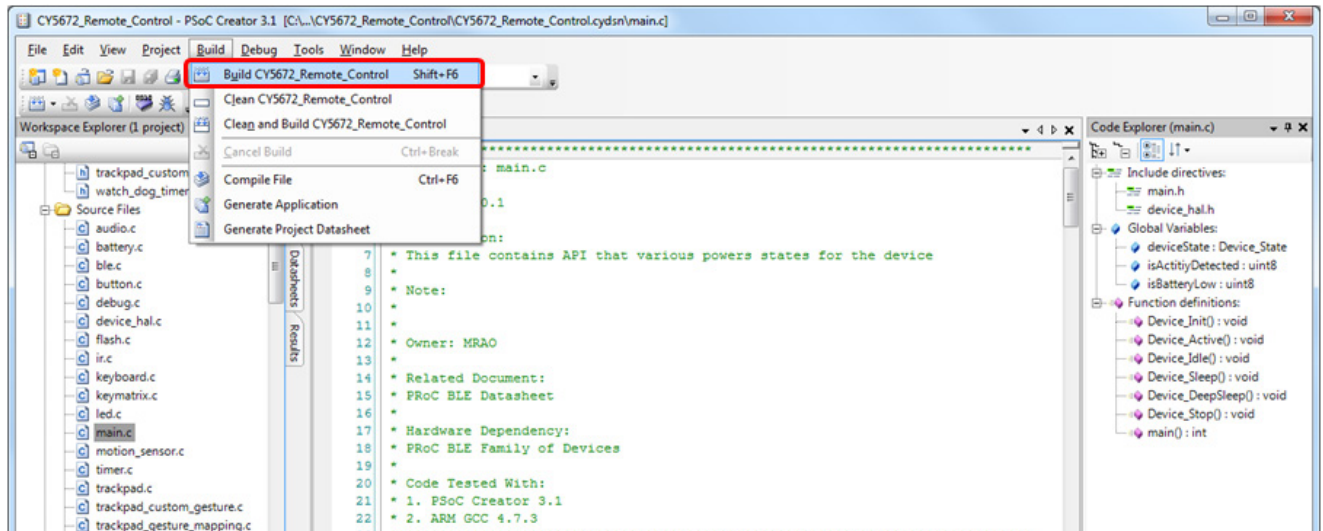 CY5672_Remote_Control - PSoC Creator 3.1 [C:\...\CY5672_Remote_Control\CY5672_Remote_Control.cydsn\main.c]
File Edit View Project Build Debug Tools Window Help
Build CY5672_Remote_Control Shift+F6
Clean CY5672_Remote_Control
Clean and Build CY5672_Remote_Control
Cancel Build Ctrl+Break
Compile File Ctrl+F6
Generate Application
Generate Project Datasheet
Workspace Explorer (1 project)
trackpad_custom
watch_dog_timer
Source Files
audio.c
battery.c
ble.c
button.c
debug.c
device_hal.c
flash.c
ir.c
keyboard.c
keymatrix.c
led.c
main.c
motion_sensor.c
timer.c
trackpad.c
trackpad_custom_gesture.c
trackpad_gesture_mapping.c
Datasheets
Results
: main.c
0.1
on:
7 * This file contains API that various powers states for the device
8 *
9 * Note:
10 *
11 *
12 * Owner: MRAO
13 *
14 * Related Document:
15 * PRoC BLE Datasheet
16 *
17 * Hardware Dependency:
18 * PRoC BLE Family of Devices
19 *
20 * Code Tested With:
21 * 1. PSoC Creator 3.1
22 * 2. ARM GCC 4.7.3
Code Explorer (main.c)
Include directives:
main.h
device_hal.h
Global Variables:
deviceState : Device_State
isActitiyDetected : uint8
isBatteryLow : uint8
Function definitions:
Device_Init() : void
Device_Active() : void
Device_Idle() : void
Device_Sleep() : void
Device_DeepSleep() : void
Device_Stop() : void
main() : int